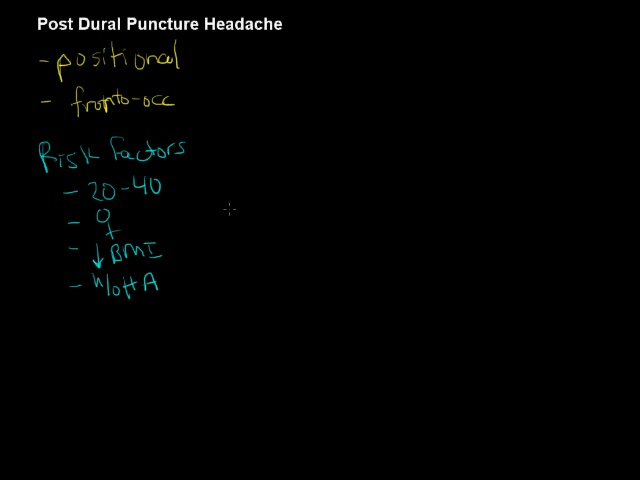 Post Dural Puncture Headache
- positional
- fronto-occ
Risk Factors
- 20-40
- ♀
- ↓ BMI
- h/o HA